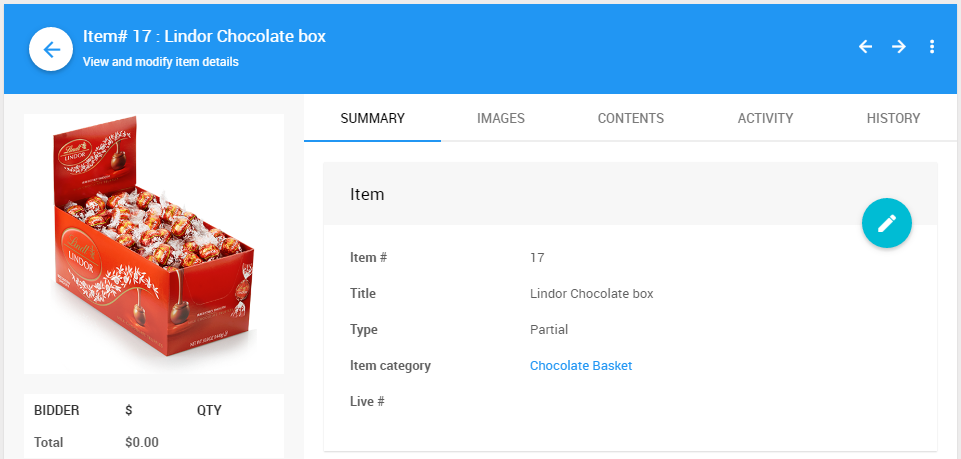 Item# 17 : Lindor Chocolate box
View and modify item details
Lindt
LINDOR
Lindt
LINDOR
BIDDER $ QTY
Total $0.00
SUMMARY IMAGES CONTENTS ACTIVITY HISTORY
Item
Item # 17
Title Lindor Chocolate box
Type Partial
Item category Chocolate Basket
Live #